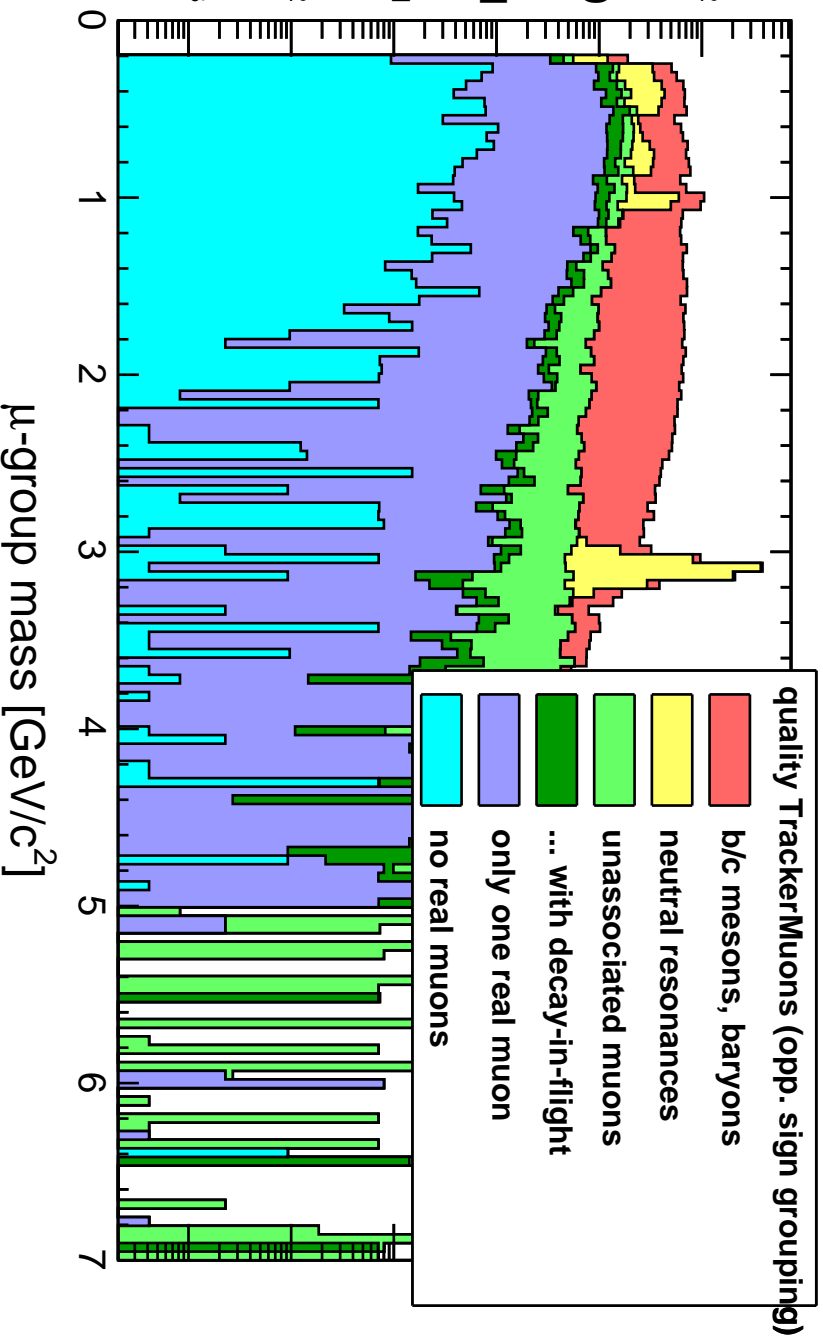 quality TrackerMuons (opp. sign grouping)
b/c mesons, baryons
neutral resonances
unassociated muons
... with decay-in-flight
only one real muon
no real muons
0 1 2 3 4 5 6 7
μ-group mass [GeV/c²]